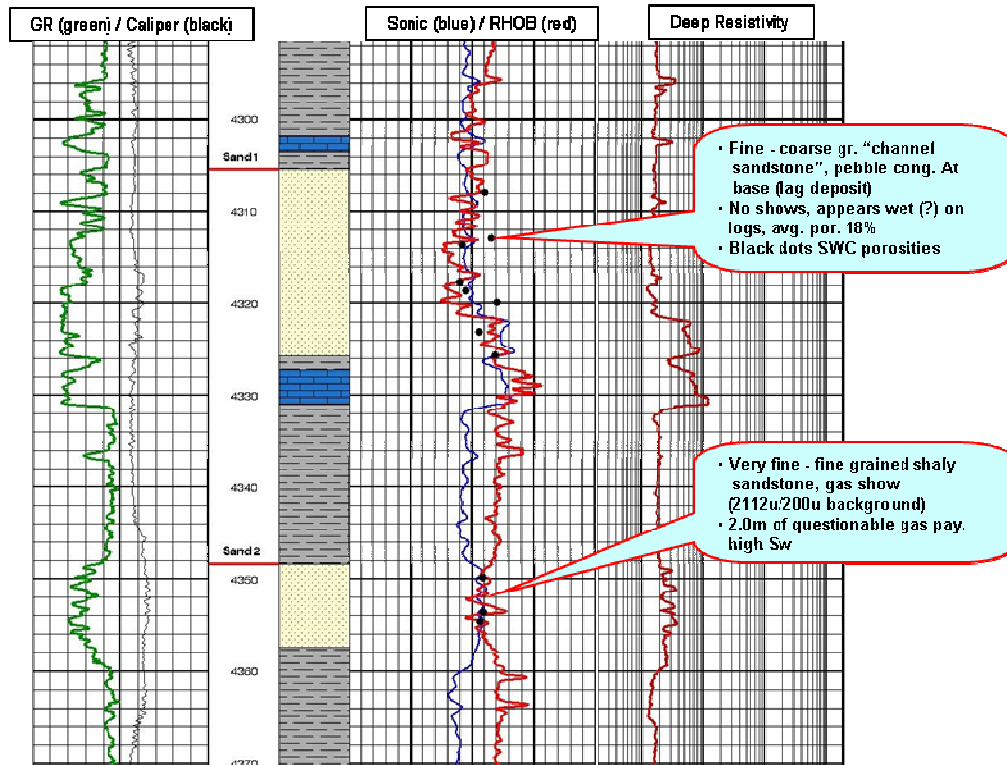 GR (green) / Caliper (black)
Sonic (blue) / RHOB (red)
Deep Resistivity
4300
Sand 1
4310
4320
4330
4340
Sand 2
4350
4360
4370
• Fine - coarse gr. "channel
sandstone", pebble cong. At
base (lag deposit)
• No shows, appears wet (?) on
logs, avg. por. 18%
• Black dots SWC porosities
• Very fine - fine grained shaly
sandstone, gas show
(2112u/200u background)
• 2.0m of questionable gas pay,
high Sw